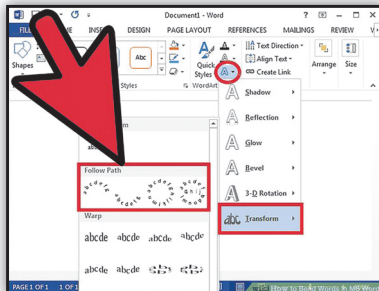 Document1 - Word
FILE
DESIGN
PAGE LAYOUT
REFERENCES
MAILINGS
REVIEW
Shapes
Abc
Quick
Styles
Text Direction
Align Text
Create Link
Arrange
Size
Styles
WordArt
Shadow
Reflection
Glow
Bevel
3-D Rotation
Transform
Follow Path
Warp
abcde abcde abcde abcde
abcde abcde
PAGE 1 OF 1
How to Bend Words in MS Word